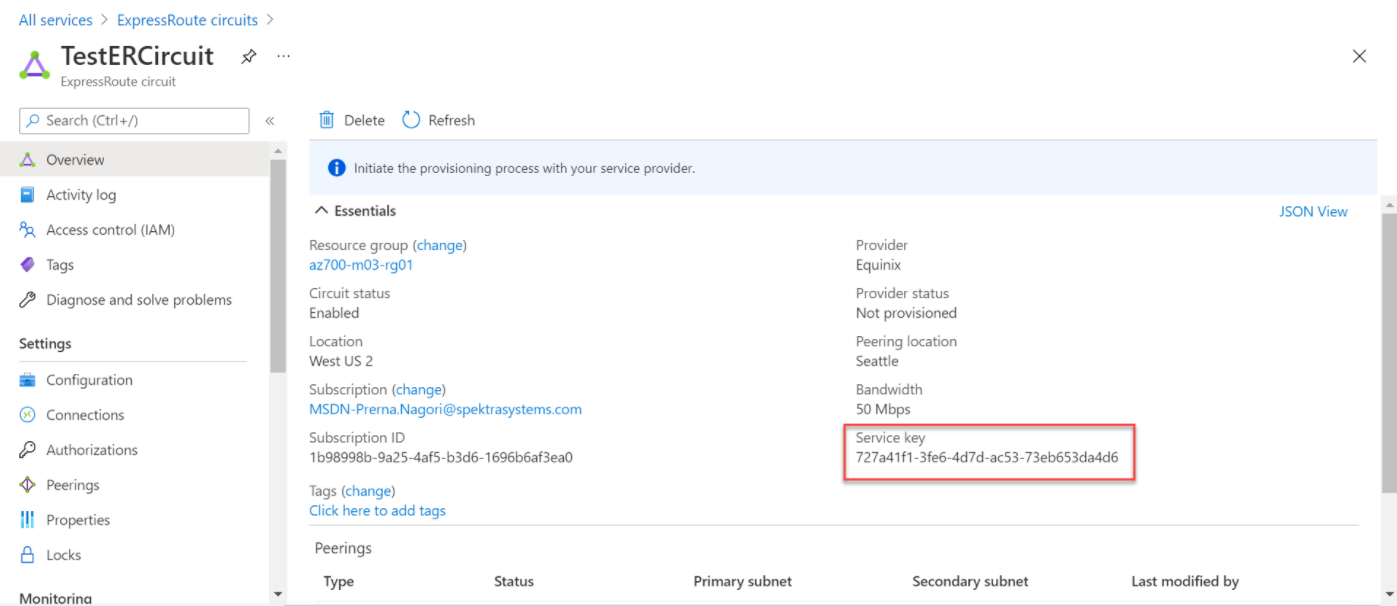 All services > ExpressRoute circuits >
TestERCircuit
ExpressRoute circuit
Search (Ctrl+/)
Overview
Activity log
Access control (IAM)
Tags
Diagnose and solve problems
Settings
Configuration
Connections
Authorizations
Peerings
Properties
Locks
Monitoring
Delete Refresh
Initiate the provisioning process with your service provider.
Essentials
JSON View
Resource group (change)
az700-m03-rg01
Circuit status
Enabled
Location
West US 2
Subscription (change)
MSDN-Prerna.Nagori@spektrasystems.com
Subscription ID
1b98998b-9a25-4af5-b3d6-1696b6af3ea0
Tags (change)
Click here to add tags
Provider
Equinix
Provider status
Not provisioned
Peering location
Seattle
Bandwidth
50 Mbps
Service key
727a41f1-3fe6-4d7d-ac53-73eb653da4d6
Peerings
Type Status Primary subnet Secondary subnet Last modified by